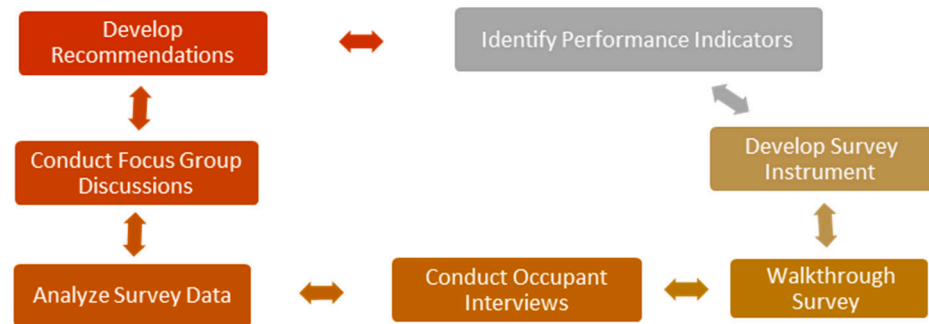 Develop
Recommendations
Identify Performance Indicators
Conduct Focus Group
Discussions
Develop Survey
Instrument
Analyze Survey Data
Conduct Occupant
Interviews
Walkthrough
Survey